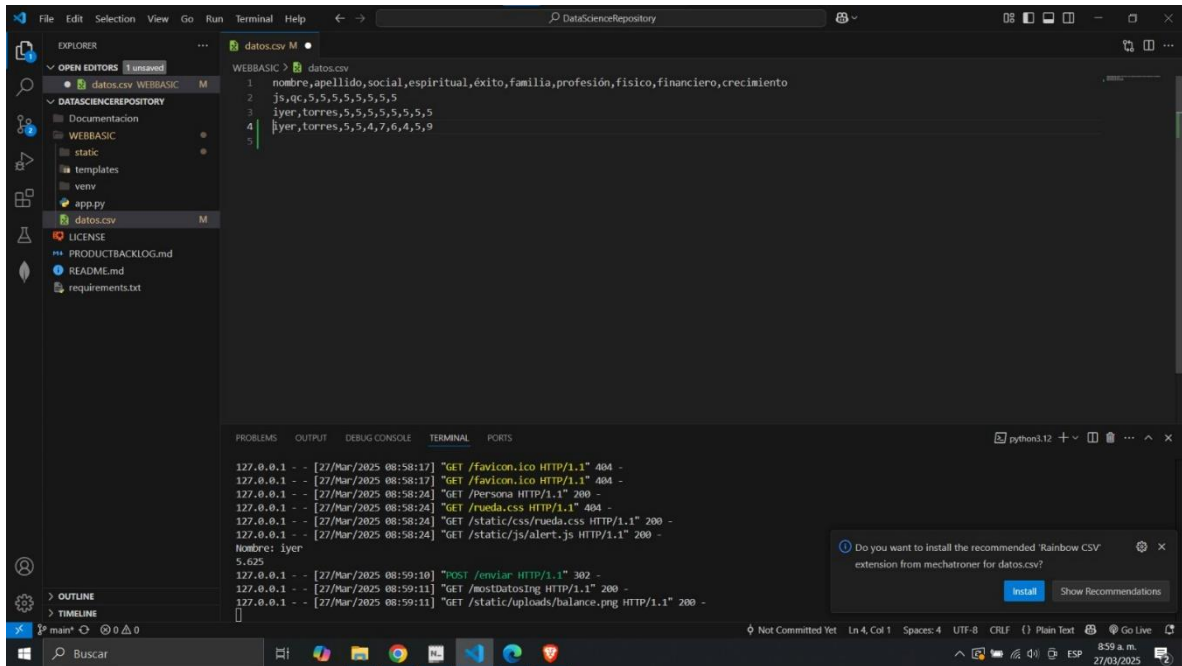 File Edit Selection View Go Run Terminal Help
DataScienceRepository
EXPLORER
OPEN EDITORS 1 unsaved
datos.csv WEBBASIC M
DATASCIENCEREPOSITORY
Documentacion
WEBBASIC
static
templates
venv
app.py
datos.csv M
LICENSE
PRODUCTBACKLOG.md
README.md
requirements.txt
OUTLINE
TIMELINE
datos.csv M
WEBBASIC > datos.csv
1 nombre,apellido,social,espiritual,éxito,familia,profesión,fisico,financiero,crecimiento
2 js,qc,5,5,5,5,5,5,5,5
3 iyer,torres,5,5,5,5,5,5,5,5
4 iyer,torres,5,5,4,7,6,4,5,9
5
PROBLEMS OUTPUT DEBUG CONSOLE TERMINAL PORTS
python3.12
127.0.0.1 - - [27/Mar/2025 08:58:17] "GET /favicon.ico HTTP/1.1" 404 -
127.0.0.1 - - [27/Mar/2025 08:58:17] "GET /favicon.ico HTTP/1.1" 404 -
127.0.0.1 - - [27/Mar/2025 08:58:24] "GET /Persona HTTP/1.1" 200 -
127.0.0.1 - - [27/Mar/2025 08:58:24] "GET /rueda.css HTTP/1.1" 404 -
127.0.0.1 - - [27/Mar/2025 08:58:24] "GET /static/css/rueda.css HTTP/1.1" 200 -
127.0.0.1 - - [27/Mar/2025 08:58:24] "GET /static/js/alert.js HTTP/1.1" 200 -
Nombre: iyer
5.625
127.0.0.1 - - [27/Mar/2025 08:59:10] "POST /enviar HTTP/1.1" 302 -
127.0.0.1 - - [27/Mar/2025 08:59:11] "GET /mostDatosIng HTTP/1.1" 200 -
127.0.0.1 - - [27/Mar/2025 08:59:11] "GET /static/uploads/balance.png HTTP/1.1" 200 -
Do you want to install the recommended 'Rainbow CSV'
extension from mechatroner for datos.csv?
Install Show Recommendations
main* 0 0 Not Committed Yet Ln 4, Col 1 Spaces: 4 UTF-8 CRLF {} Plain Text Go Live
Buscar
ESP 8:59 a. m.
27/03/2025